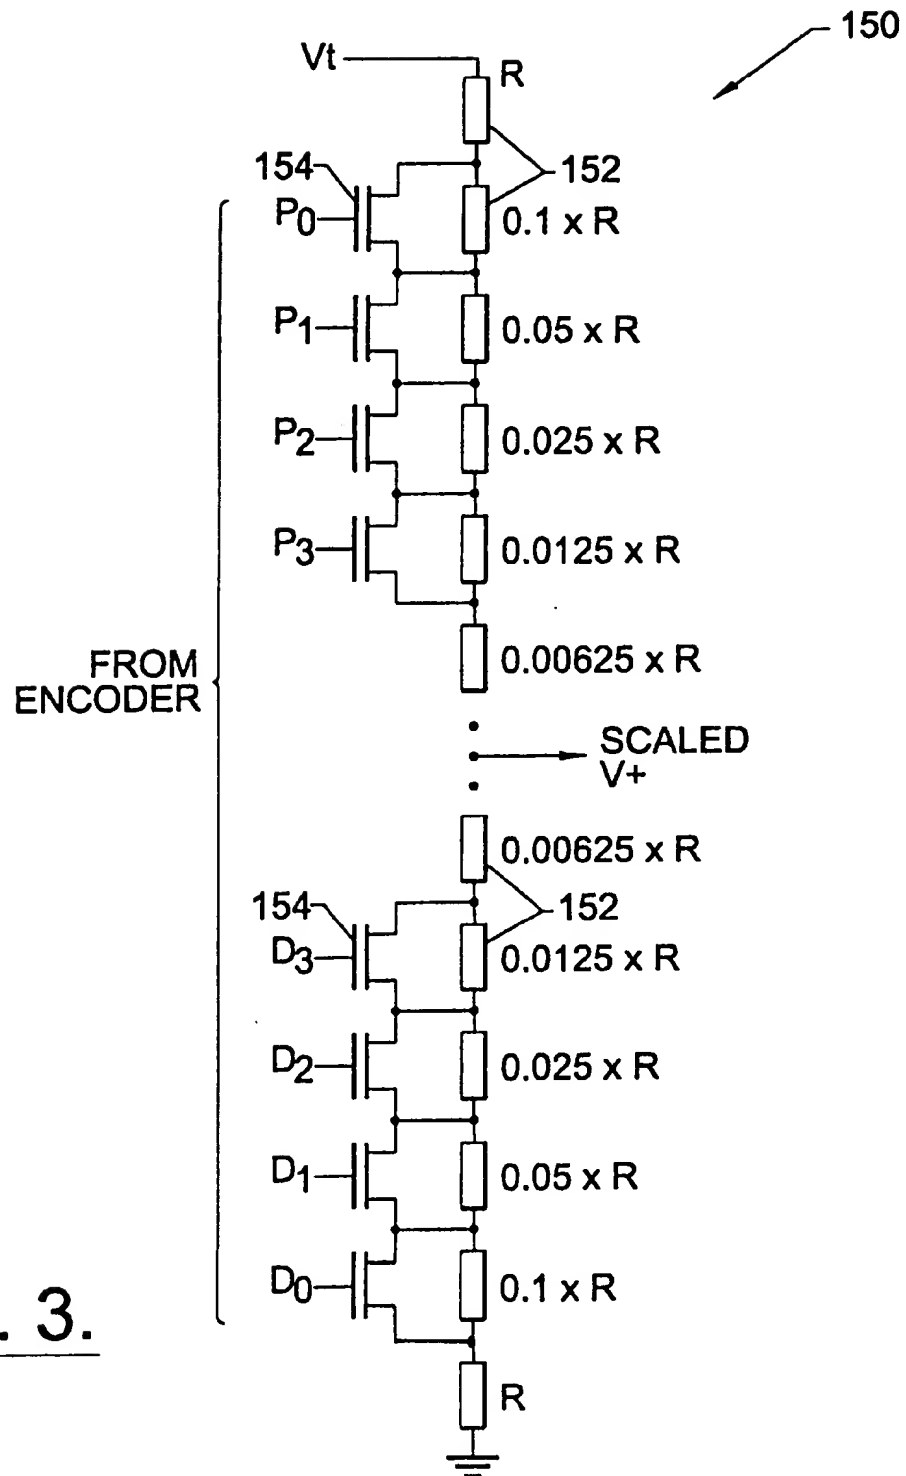 150
Vt
R
154
152
P0
0.1 x R
P1
0.05 x R
P2
0.025 x R
P3
0.0125 x R
FROM
ENCODER
0.00625 x R
SCALED
V+
0.00625 x R
154
152
D3
0.0125 x R
D2
0.025 x R
D1
0.05 x R
D0
0.1 x R
. 3.
R